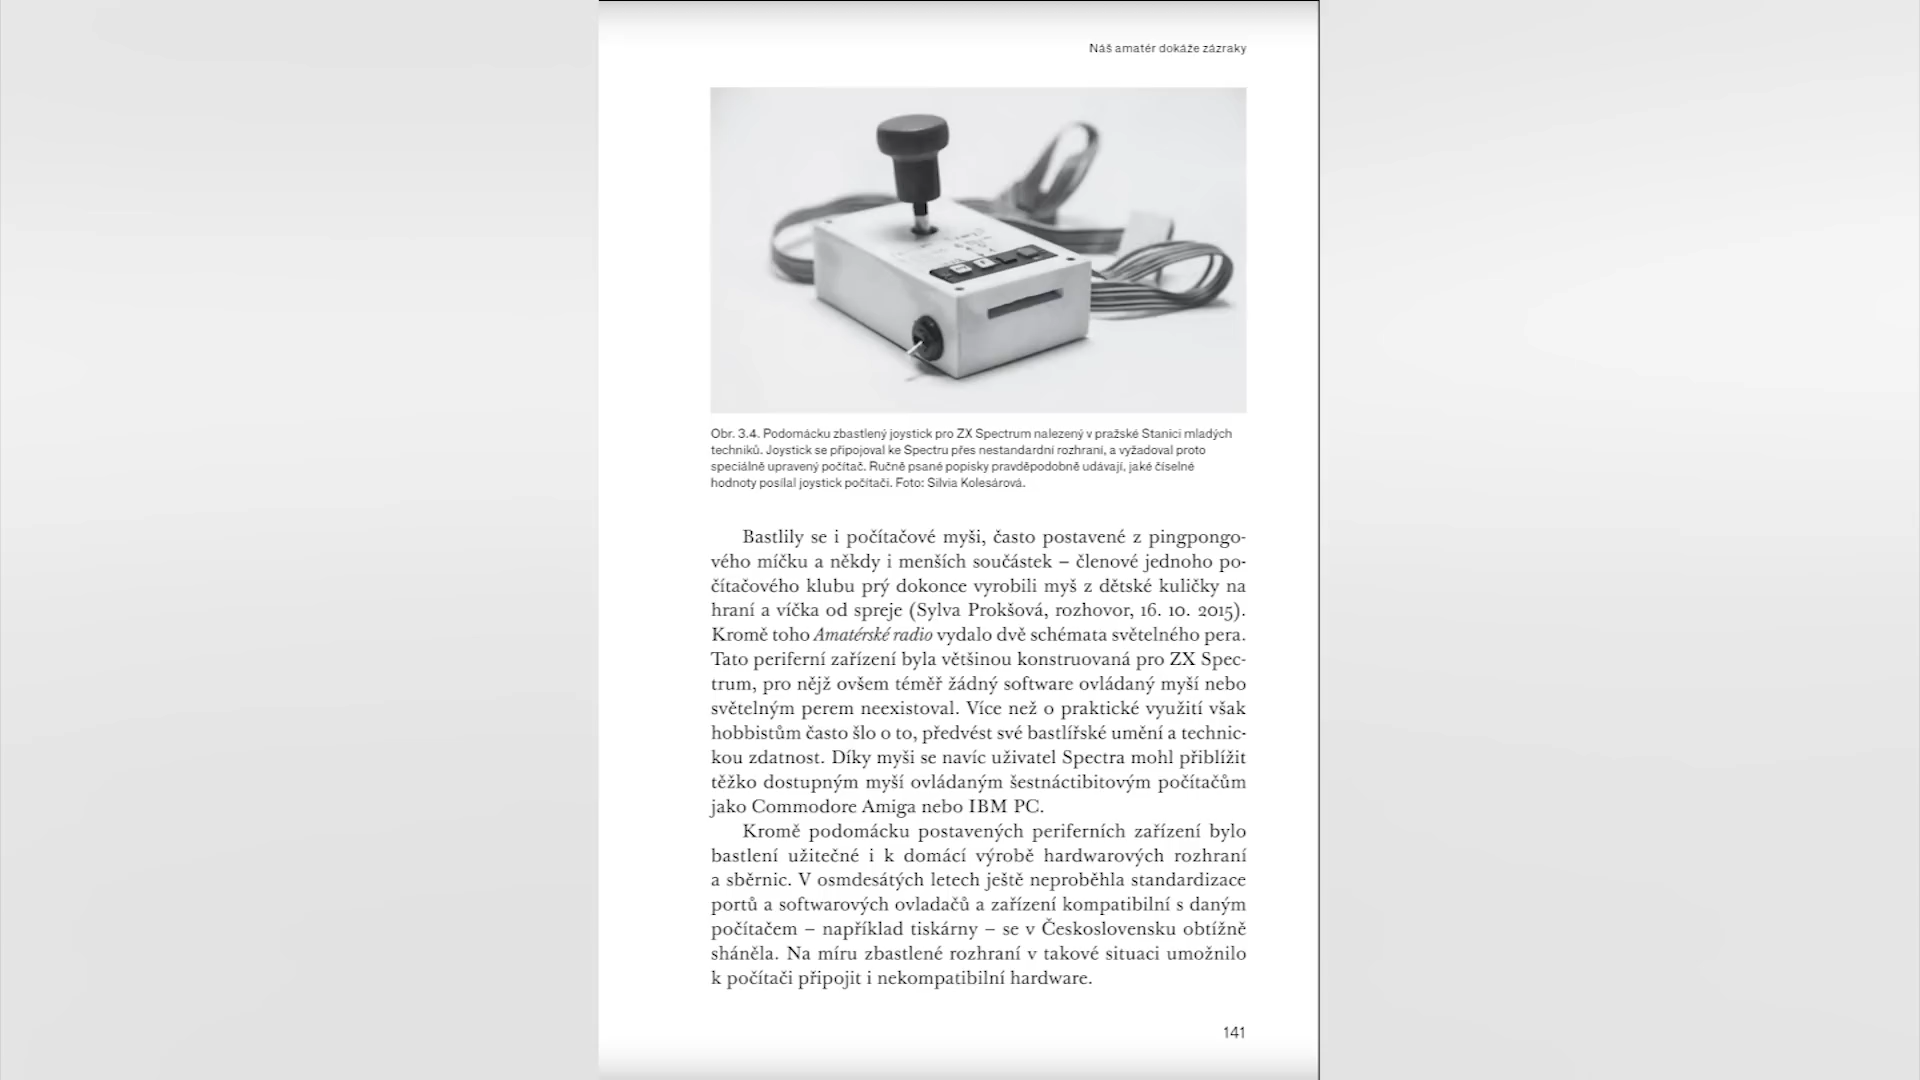 Náš amatér dokáže zázraky
Obr. 3.4. Podomácku zbastlený joystick pro ZX Spectrum nalezený v pražské Stanici mladých
techniků. Joystick se připojoval ke Spectru přes nestandardní rozhraní, a vyžadoval proto
speciálně upravený počítač. Ručně psané popisky pravděpodobně udávají, jaké číselné
hodnoty posílal joystick počítači. Foto: Silvia Kolesárová.
Bastlily se i počítačové myši, často postavené z pingpongo-
vého míčku a někdy i menších součástek – členové jednoho po-
čítačového klubu prý dokonce vyrobili myš z dětské kuličky na
hraní a víčka od spreje (Sylva Prokšová, rozhovor, 16. 10. 2015).
Kromě toho Amatérské radio vydalo dvě schémata světelného pera.
Tato periferní zařízení byla většinou konstruovaná pro ZX Spec-
trum, pro nějž ovšem téměř žádný software ovládaný myší nebo
světelným perem neexistoval. Více než o praktické využití však
hobbistům často šlo o to, předvést své bastlířské umění a technic-
kou zdatnost. Díky myši se navíc uživatel Spectra mohl přiblížit
těžko dostupným myší ovládaným šestnáctibitovým počítačům
jako Commodore Amiga nebo IBM PC.
Kromě podomácku postavených periferních zařízení bylo
bastlení užitečné i k domácí výrobě hardwarových rozhraní
a sběrnic. V osmdesátých letech ještě neproběhla standardizace
portů a softwarových ovladačů a zařízení kompatibilní s daným
počítačem – například tiskárny – se v Československu obtížně
sháněla. Na míru zbastlené rozhraní v takové situaci umožnilo
k počítači připojit i nekompatibilní hardware.
141